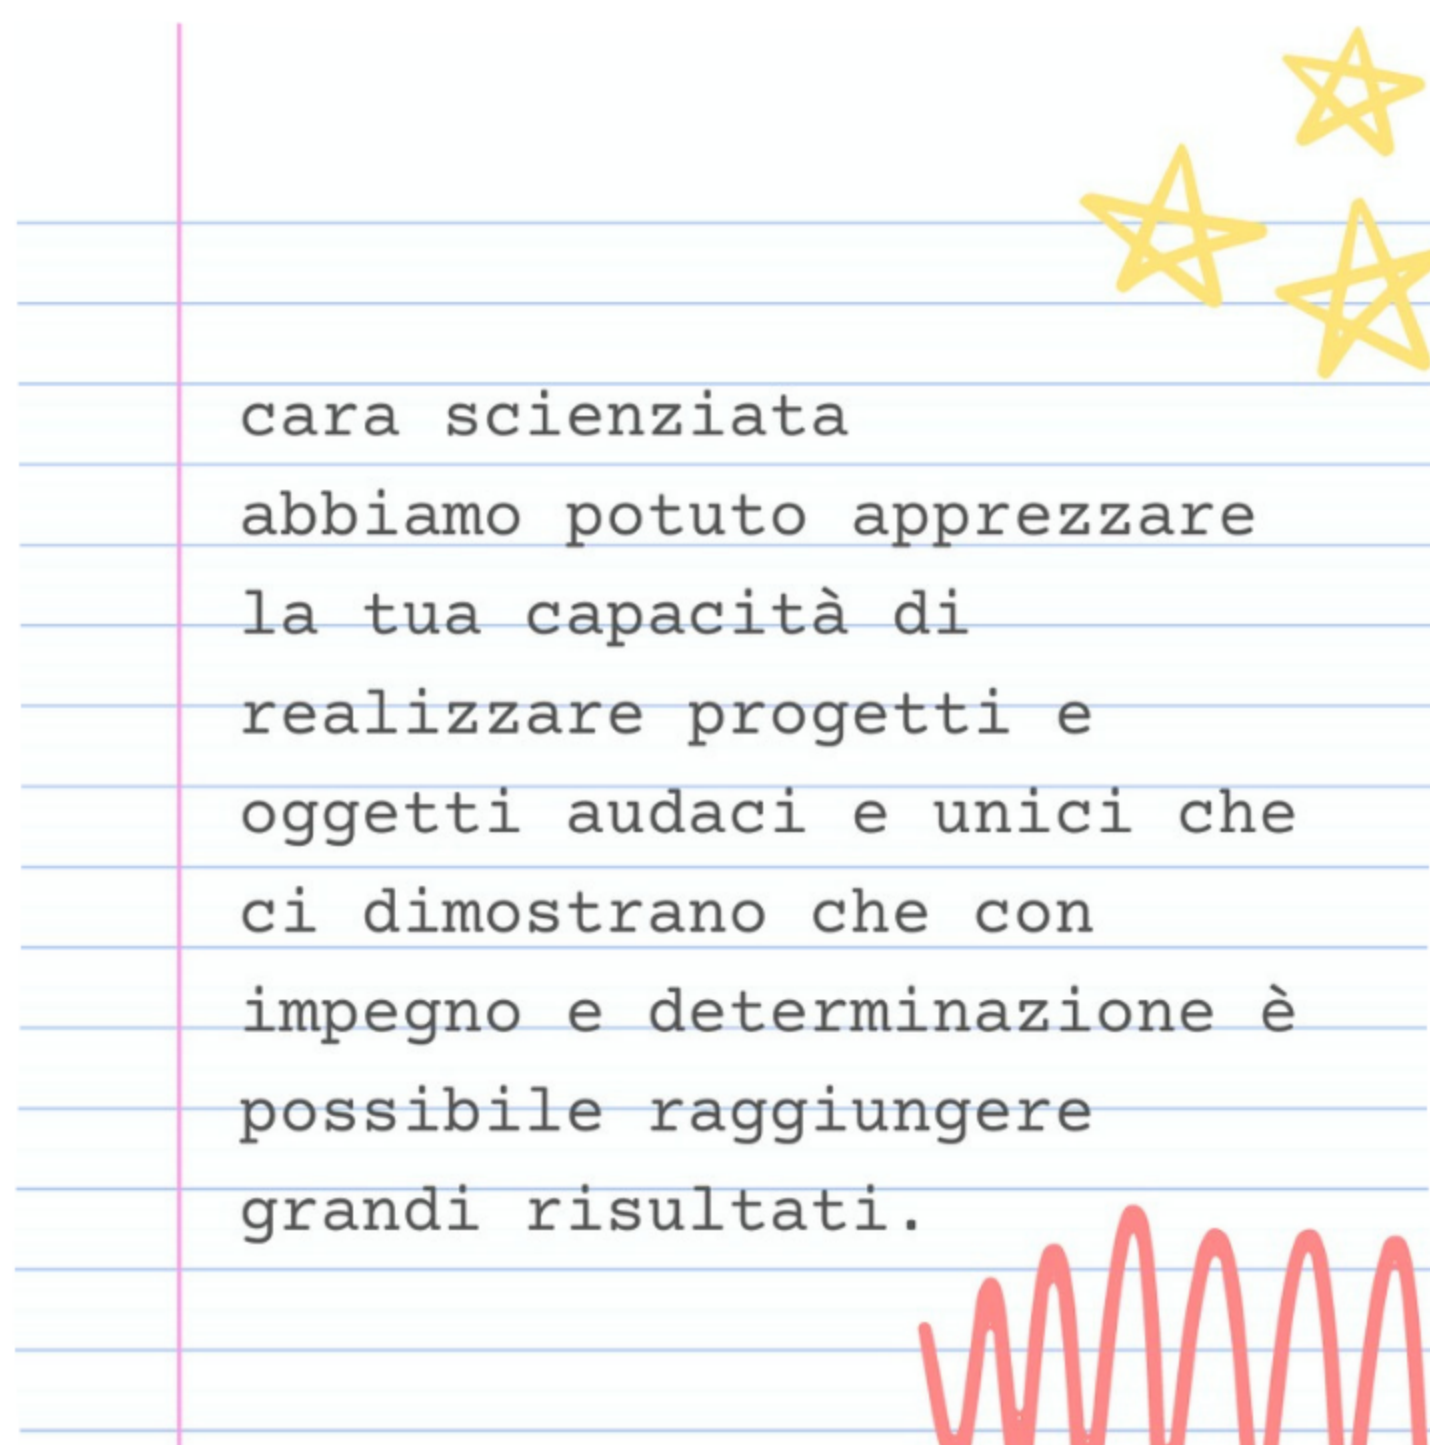 cara scienziata
abbiamo potuto apprezzare
la tua capacità di
realizzare progetti e
oggetti audaci e unici che
ci dimostrano che con
impegno e determinazione è
possibile raggiungere
grandi risultati.